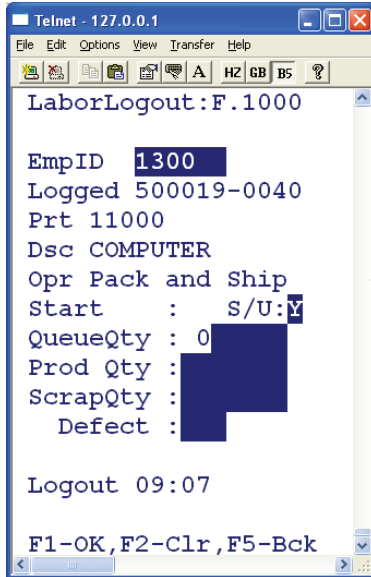 Telnet - 127.0.0.1
File Edit Options View Transfer Help
A HZ GB B5 ?
LaborLogout:F.1000
EmpID 1300
Logged 500019-0040
Prt 11000
Dsc COMPUTER
Opr Pack and Ship
Start : S/U:Y
QueueQty : 0
Prod Qty :
ScrapQty :
Defect :
Logout 09:07
F1-OK,F2-Clr,F5-Bck